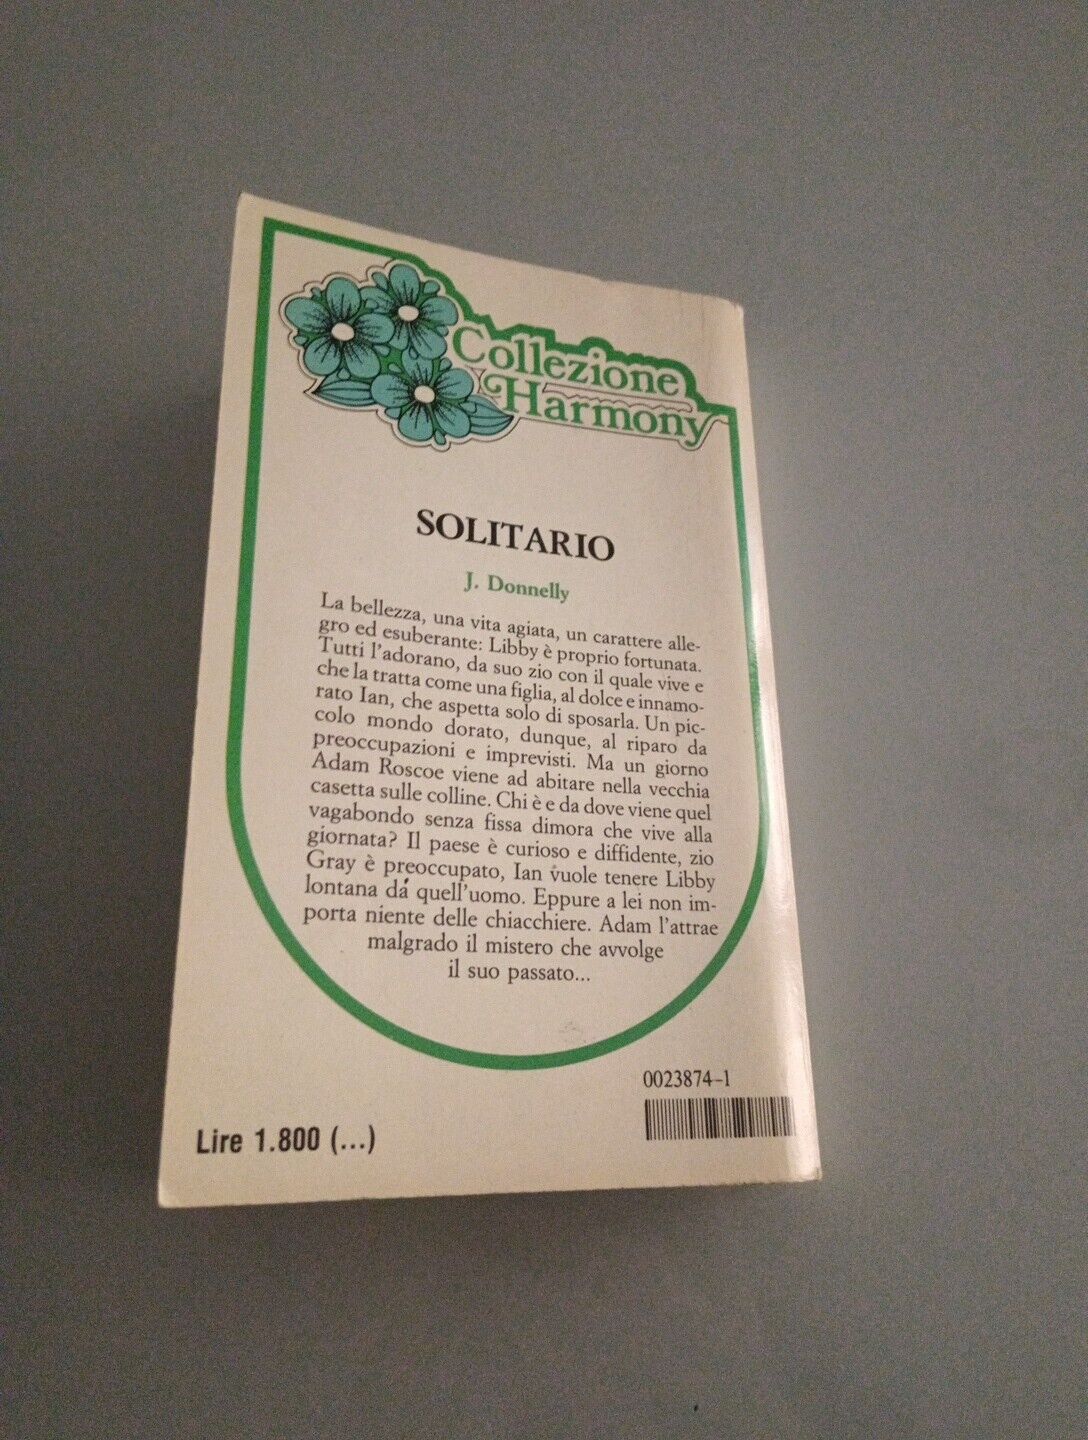 Collezione
Harmony
SOLITARIO
J. Donnelly
La bellezza, una vita agiata, un carattere alle-
gro ed esuberante: Libby è proprio fortunata.
Tutti l'adorano, da suo zio con il quale vive e
che la tratta come una figlia, al dolce e innamo-
rato Ian, che aspetta solo di sposarla. Un pic-
colo mondo dorato, dunque, al riparo da
preoccupazioni e imprevisti. Ma un giorno
Adam Roscoe viene ad abitare nella vecchia
casetta sulle colline. Chi è e da dove viene quel
vagabondo senza fissa dimora che vive alla
giornata? Il paese è curioso e diffidente, zio
Gray è preoccupato, Ian vuole tenere Libby
lontana da quell'uomo. Eppure a lei non im-
porta niente delle chiacchiere. Adam l'attrae
malgrado il mistero che avvolge
il suo passato...
0023874-1
Lire 1.800 (...)